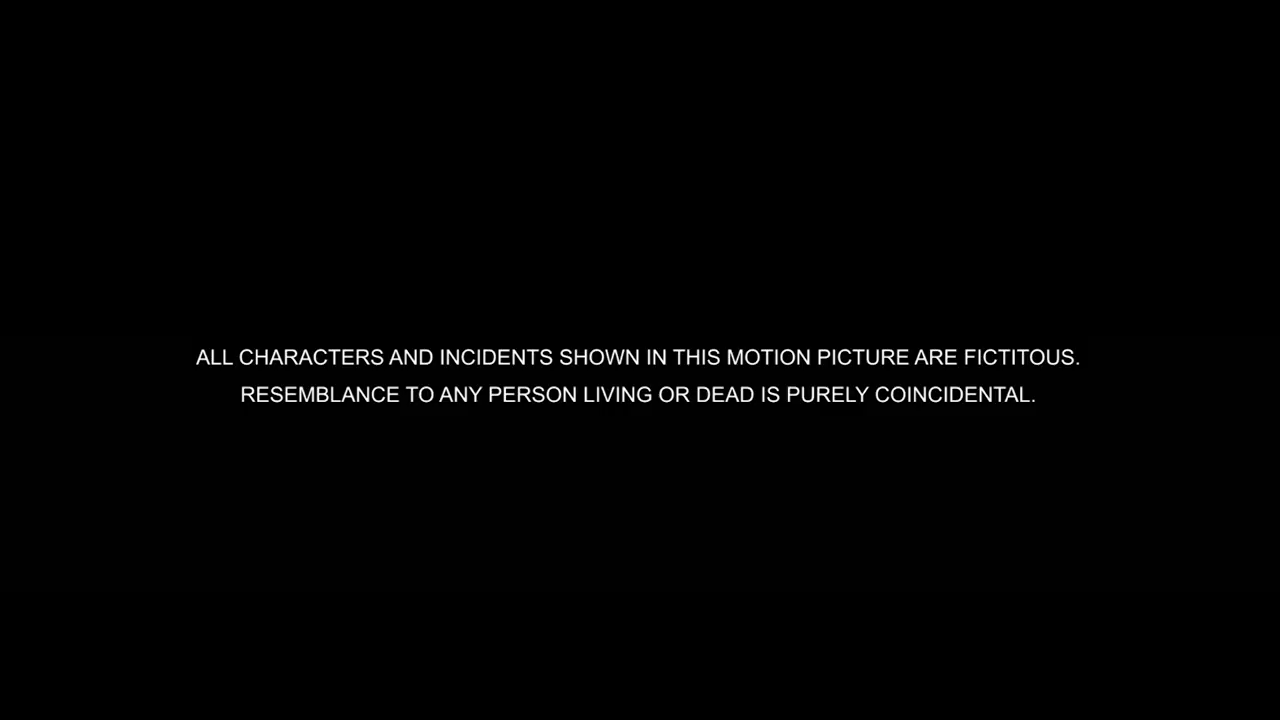 ALL CHARACTERS AND INCIDENTS SHOWN IN THIS MOTION PICTURE ARE FICTITOUS.
RESEMBLANCE TO ANY PERSON LIVING OR DEAD IS PURELY COINCIDENTAL.